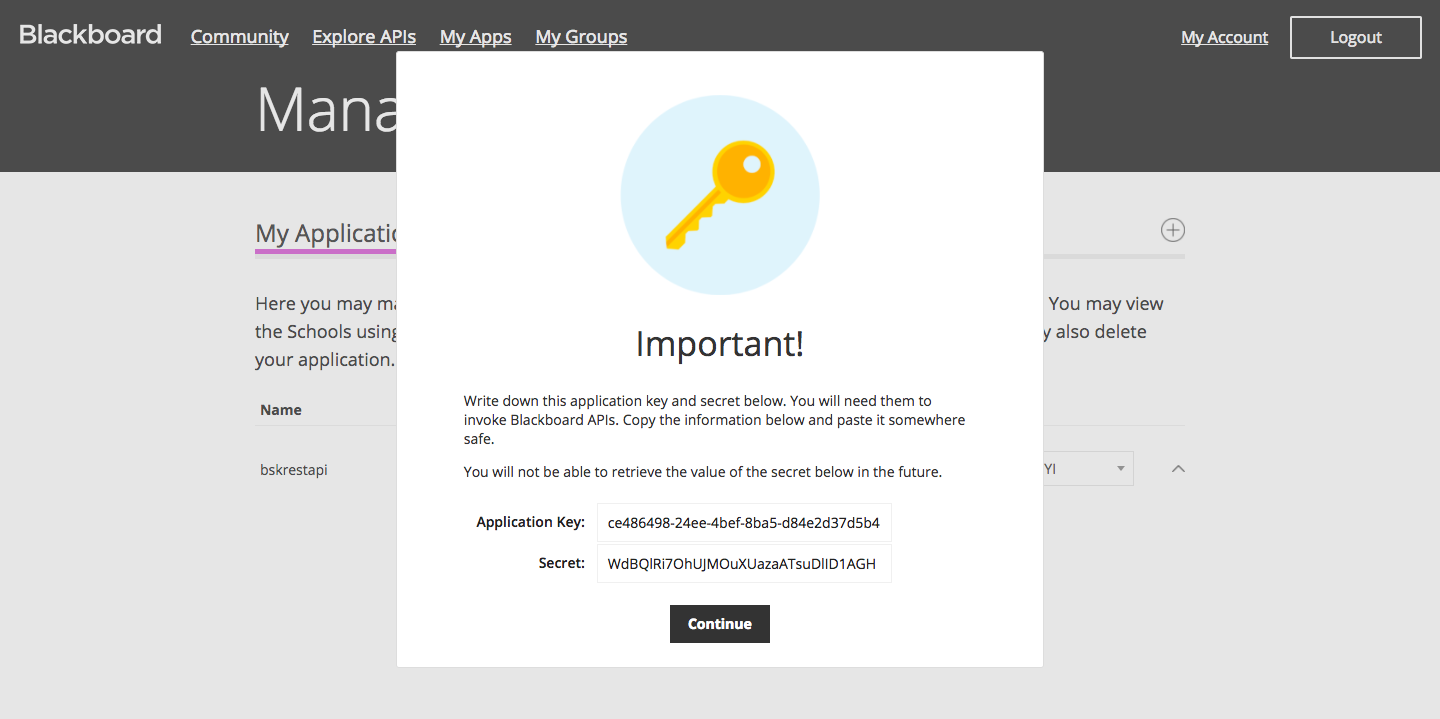 Blackboard
Community
Explore APIs
My Apps
My Groups
My Account
Logout
Mana
My Applicatio
Here you may ma
You may view
the Schools using
y also delete
your application.
Name
bskrestapi
YI
Important!
Write down this application key and secret below. You will need them to
invoke Blackboard APIs. Copy the information below and paste it somewhere
safe.
You will not be able to retrieve the value of the secret below in the future.
Application Key: ce486498-24ee-4bef-8ba5-d84e2d37d5b4
Secret: WdBQlRi7OhUJMOuXUazaATsuDlID1AGH
Continue